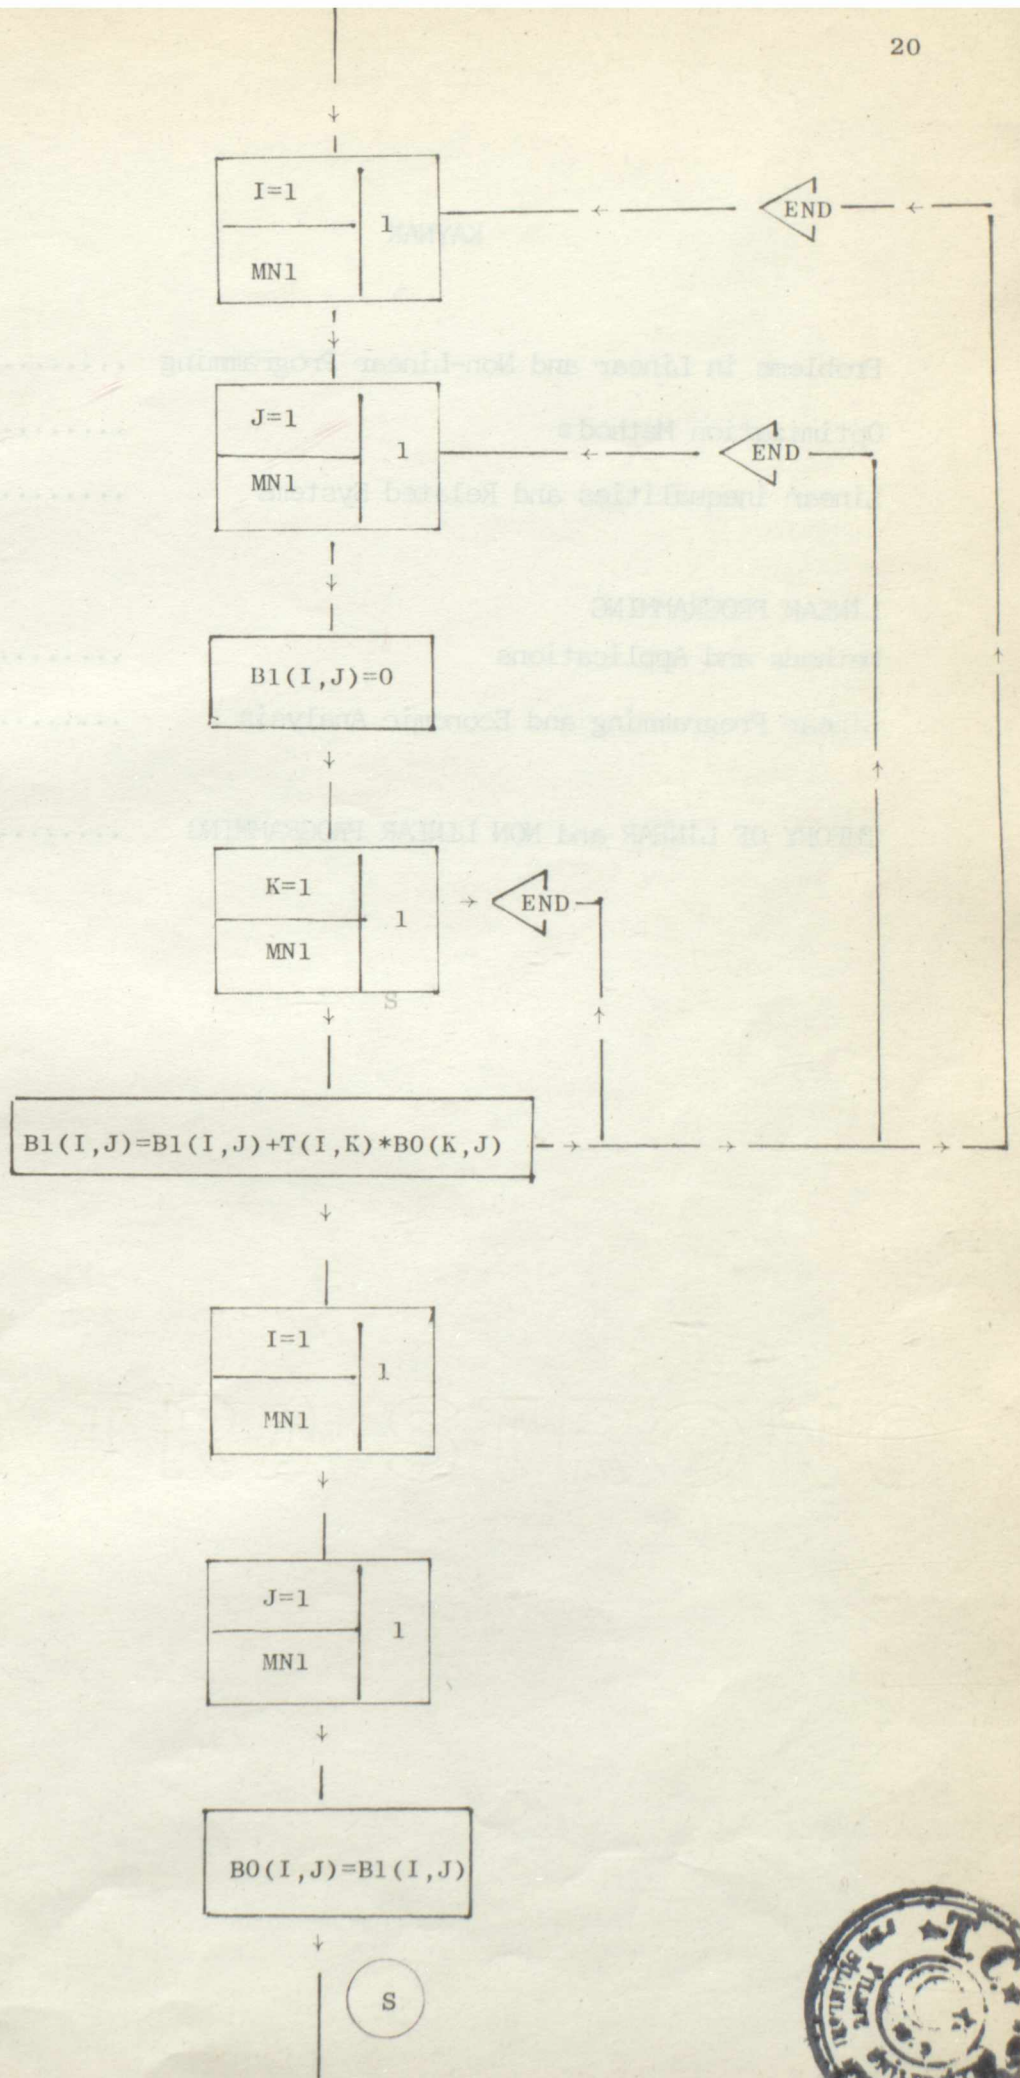 20
I=1
1
MN1
END
J=1
1
MN1
END
B1(I,J)=0
K=1
1
MN1
END
S
B1(I,J)=B1(I,J)+T(I,K)*B0(K,J)
I=1
1
MN1
J=1
1
MN1
B0(I,J)=B1(I,J)
S
T.C.